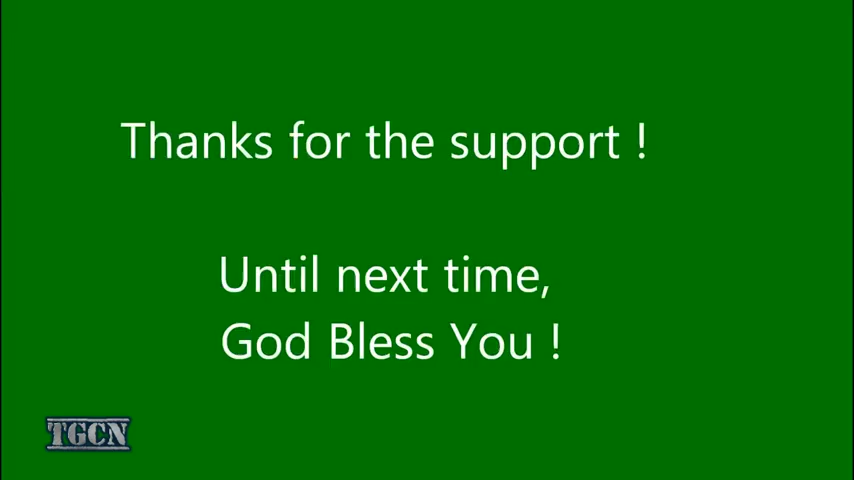 Thanks for the support !
Until next time,
God Bless You !
TGCN